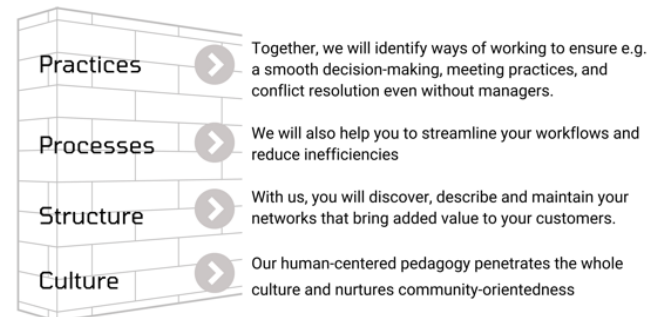 Practices
Together, we will identify ways of working to ensure e.g.
a smooth decision-making, meeting practices, and
conflict resolution even without managers.
Processes
We will also help you to streamline your workflows and
reduce inefficiencies
Structure
With us, you will discover, describe and maintain your
networks that bring added value to your customers.
Culture
Our human-centered pedagogy penetrates the whole
culture and nurtures community-orientedness